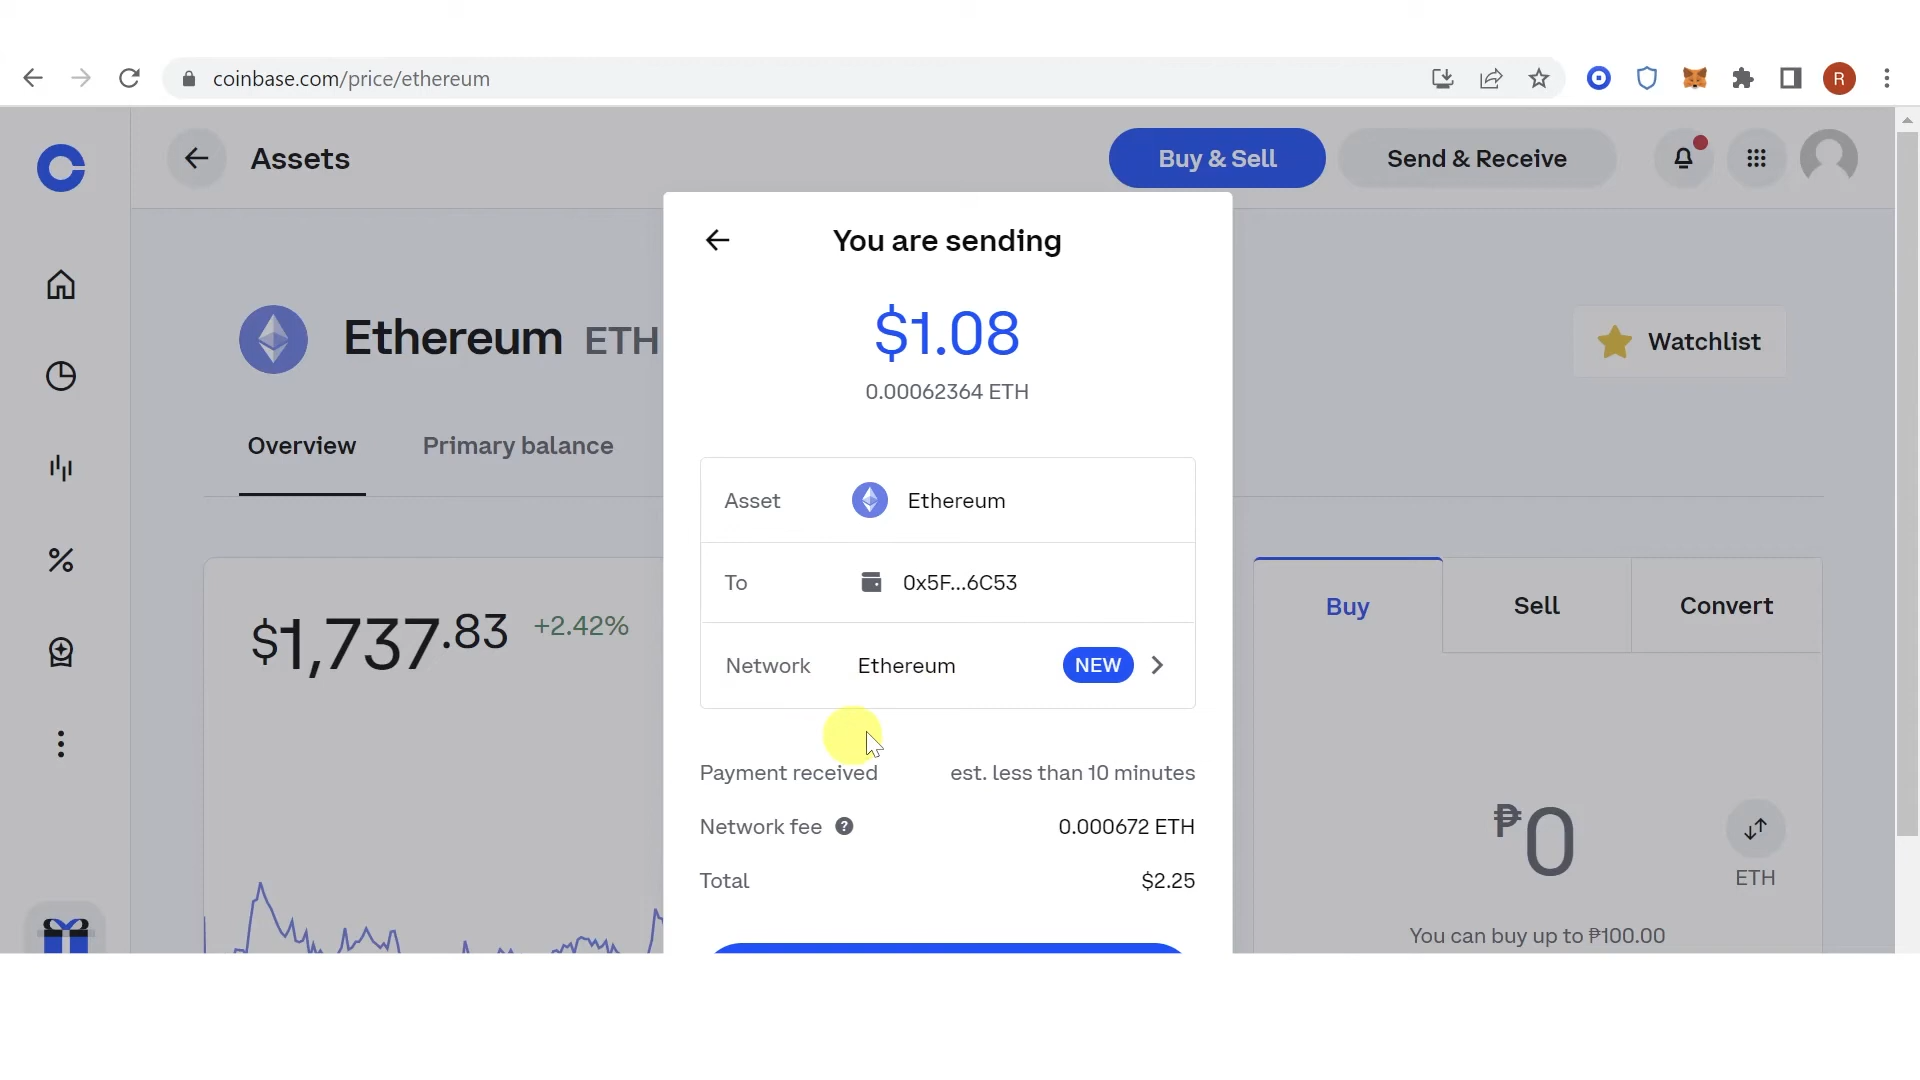 coinbase.com/price/ethereum
R
Assets
Buy & Sell
Send & Receive
You are sending
$1.08
0.00062364 ETH
Ethereum ETH
Watchlist
Overview
Primary balance
Asset
Ethereum
To
0x5F...6C53
Network
Ethereum
NEW
$1,737.83
+2.42%
Payment received
est. less than 10 minutes
Network fee ?
0.000672 ETH
Total
$2.25
Buy
Sell
Convert
₱0
ETH
You can buy up to ₱100.00